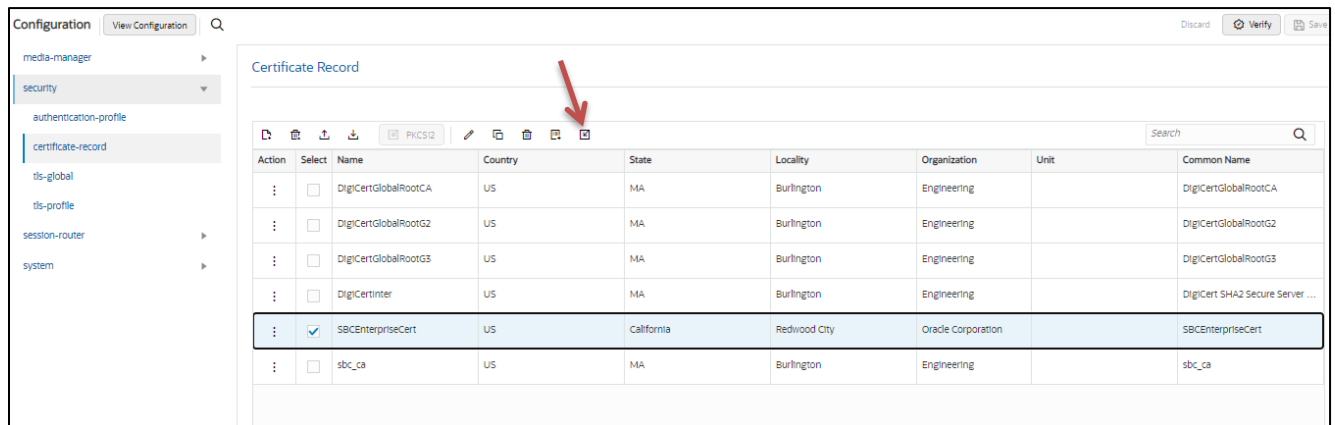 Configuration View Configuration Discard Verify Save
media-manager
security
authentication-profile
certificate-record
tls-global
tls-profile
session-router
system
Certificate Record
PKCS12 Search
Action Select Name Country State Locality Organization Unit Common Name
DigiCertGlobalRootCA US MA Burlington Engineering DigiCertGlobalRootCA
DigiCertGlobalRootG2 US MA Burlington Engineering DigiCertGlobalRootG2
DigiCertGlobalRootG3 US MA Burlington Engineering DigiCertGlobalRootG3
DigiCertInter US MA Burlington Engineering DigiCert SHA2 Secure Server ...
SBCEnterpriseCert US California Redwood City Oracle Corporation SBCEnterpriseCert
sbc_ca US MA Burlington Engineering sbc_ca